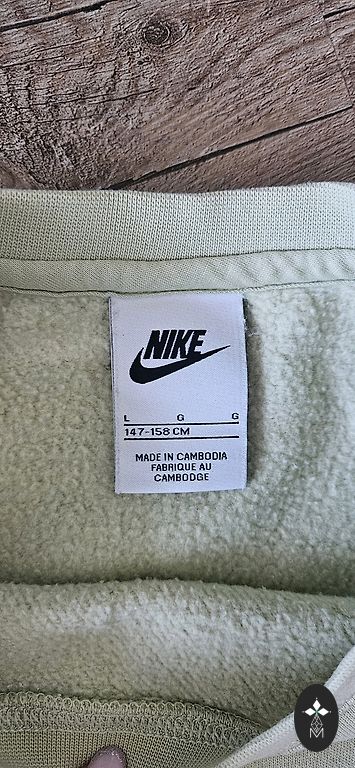 NIKE
L G G
147-158 CM
MADE IN CAMBODIA
FABRIQUE AU
CAMBODGE
M